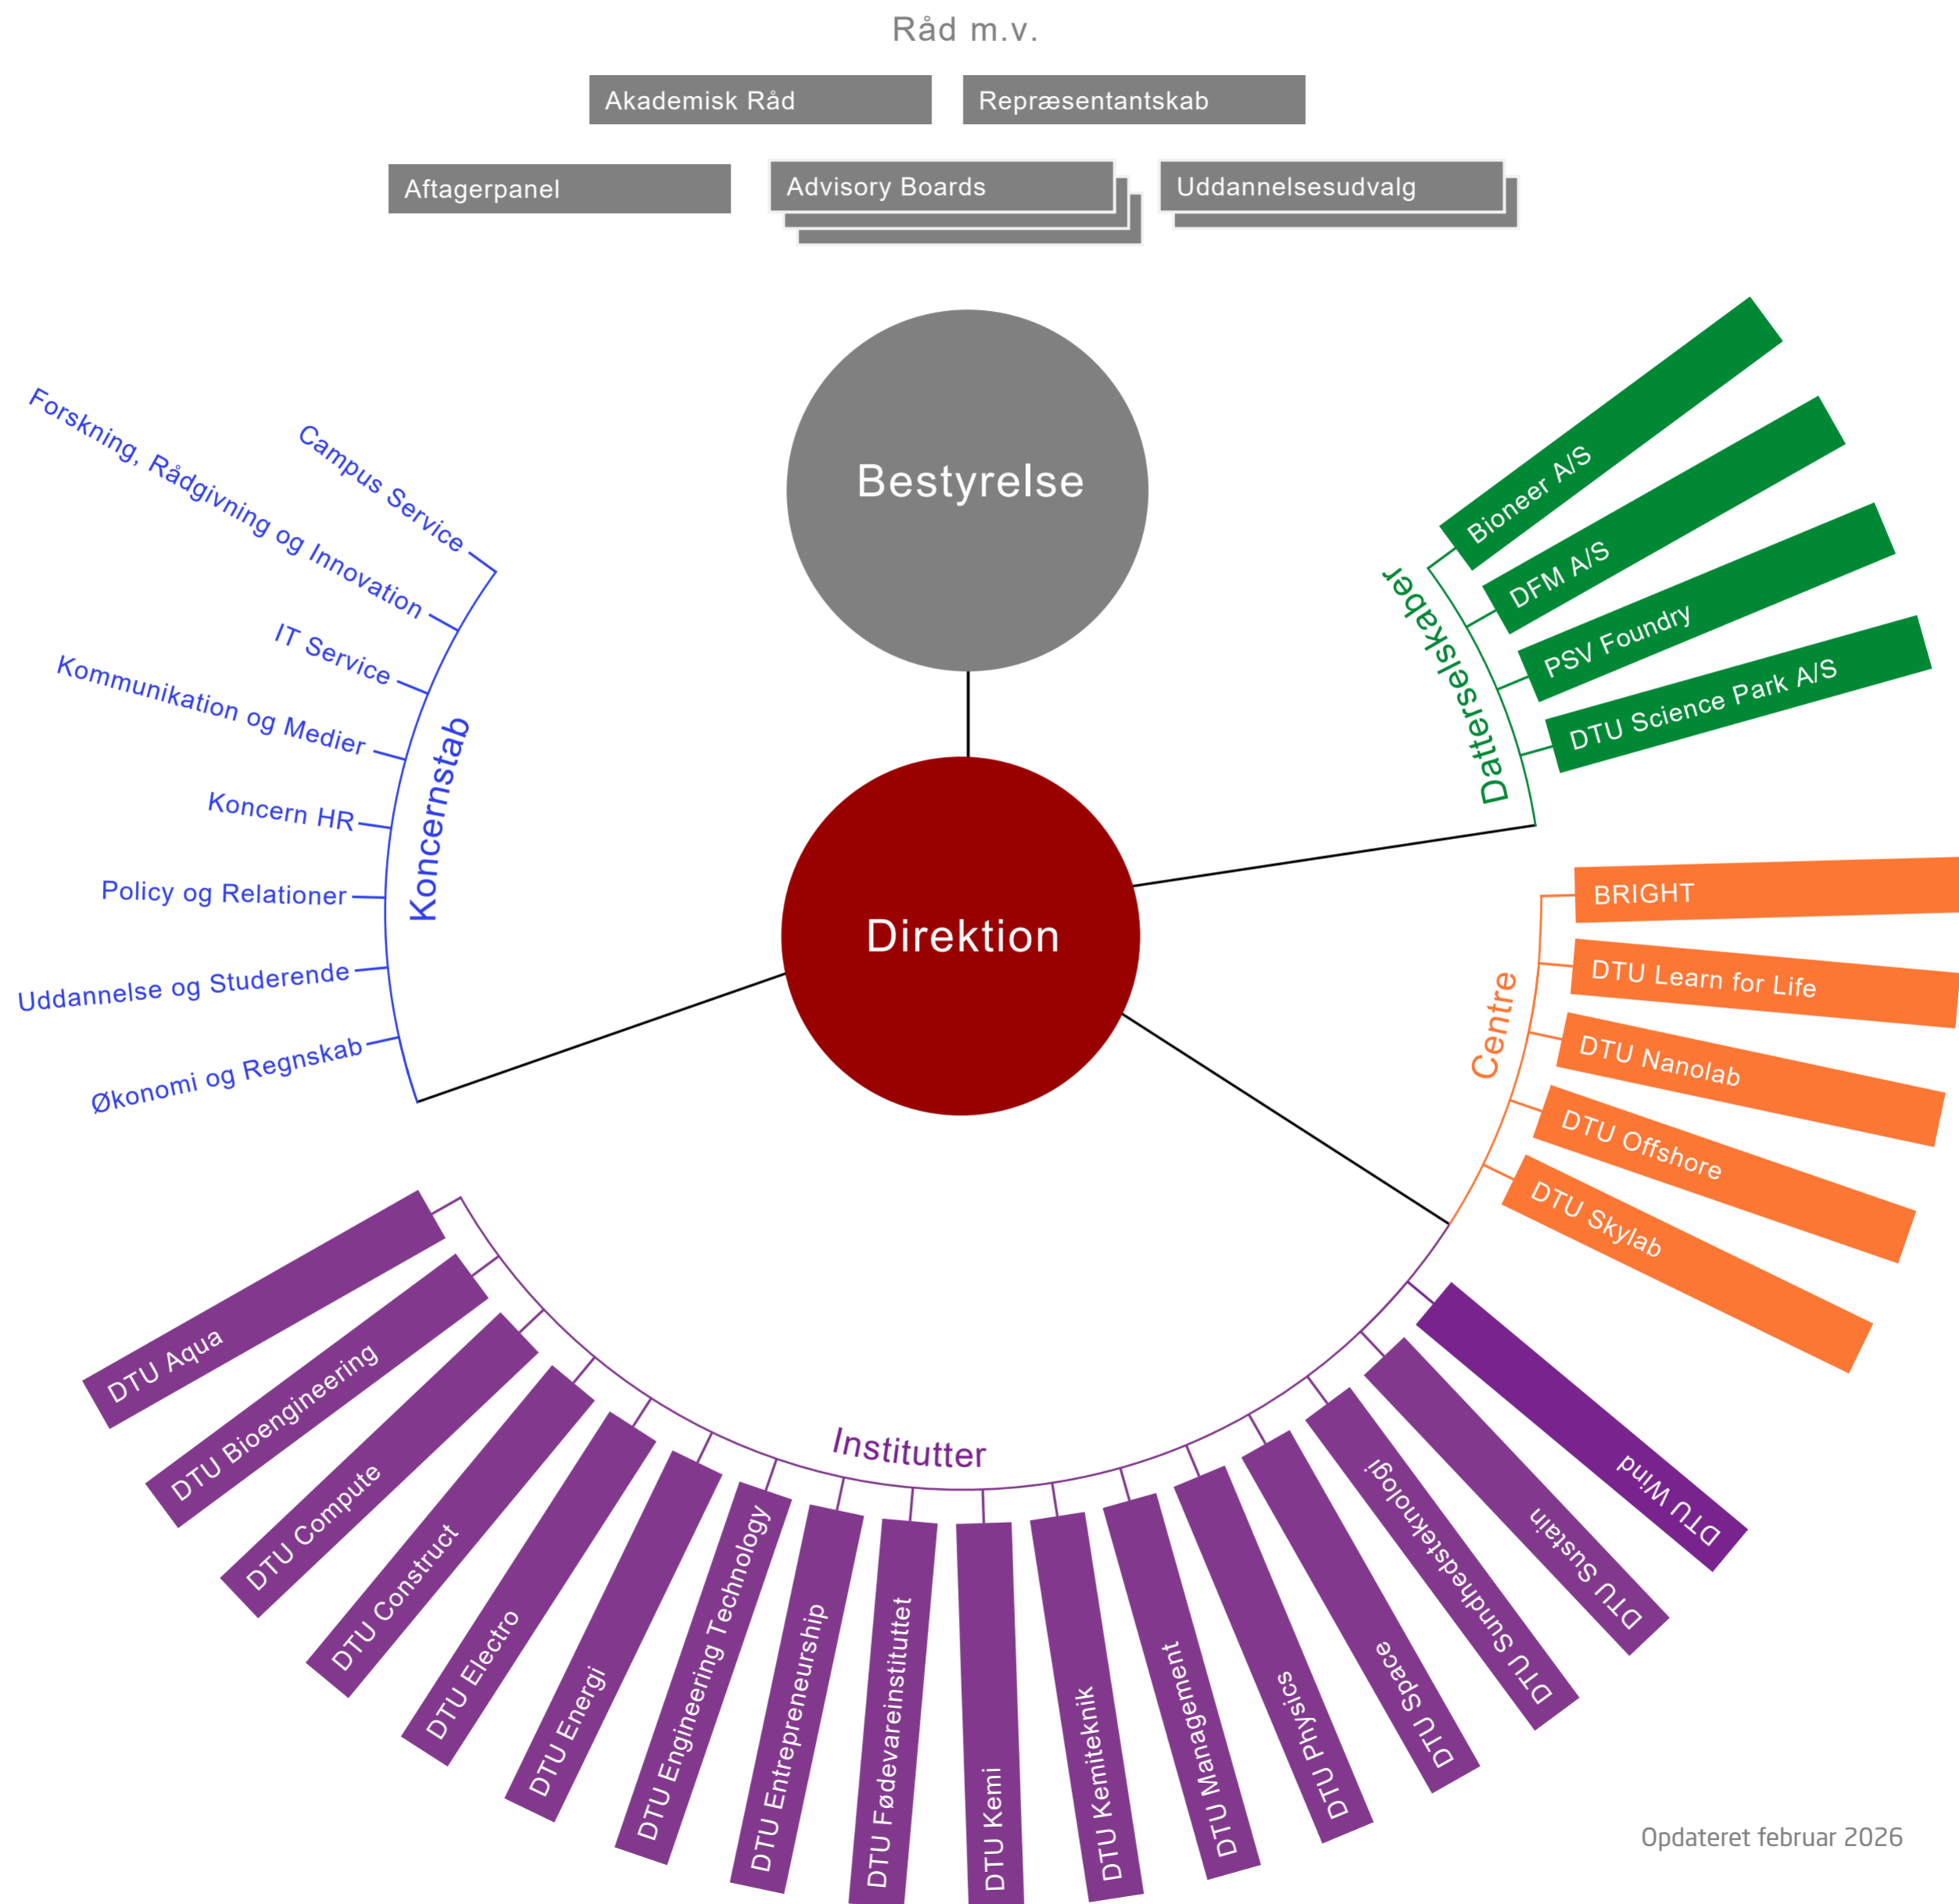 Råd m.v.
Akademisk Råd
Repræsentantskab
Aftagerpanel
Advisory Boards
Uddannelsesudvalg
Bestyrelse
Direktion
Koncernstab
Campus Service
Forskning, Rådgivning og Innovation
IT Service
Kommunikation og Medier
Koncern HR
Policy og Relationer
Uddannelse og Studerende
Økonomi og Regnskab
Datterselskaber
Bioneer A/S
DFM A/S
PSV Foundry
DTU Science Park A/S
Centre
BRIGHT
DTU Learn for Life
DTU Nanolab
DTU Offshore
DTU Skylab
Institutter
DTU Aqua
DTU Bioengineering
DTU Compute
DTU Construct
DTU Electro
DTU Energi
DTU Engineering Technology
DTU Entrepreneurship
DTU Fødevareinstituttet
DTU Kemi
DTU Kemiteknik
DTU Management
DTU Physics
DTU Space
DTU Sundhedsteknologi
DTU Sustain
DTU Wind
Opdateret februar 2026